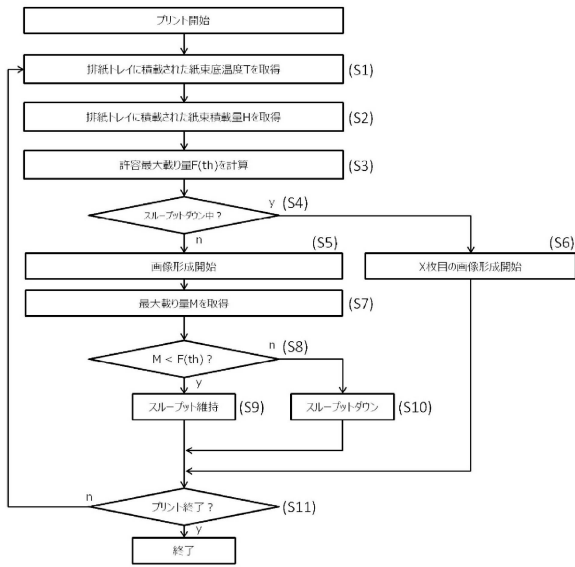 プリント開始
排紙トレイに積載された紙束底温度Tを取得 (S1)
排紙トレイに積載された紙束積載量Hを取得 (S2)
許容最大載り量F(th)を計算 (S3)
スループットダウン中？ y (S4)
n (S5) (S6)
画像形成開始 X枚目の画像形成開始
最大載り量Mを取得 (S7)
M < F(th)？ n (S8)
y
スループット維持 (S9) スループットダウン (S10)
n
プリント終了？ (S11)
y
終了